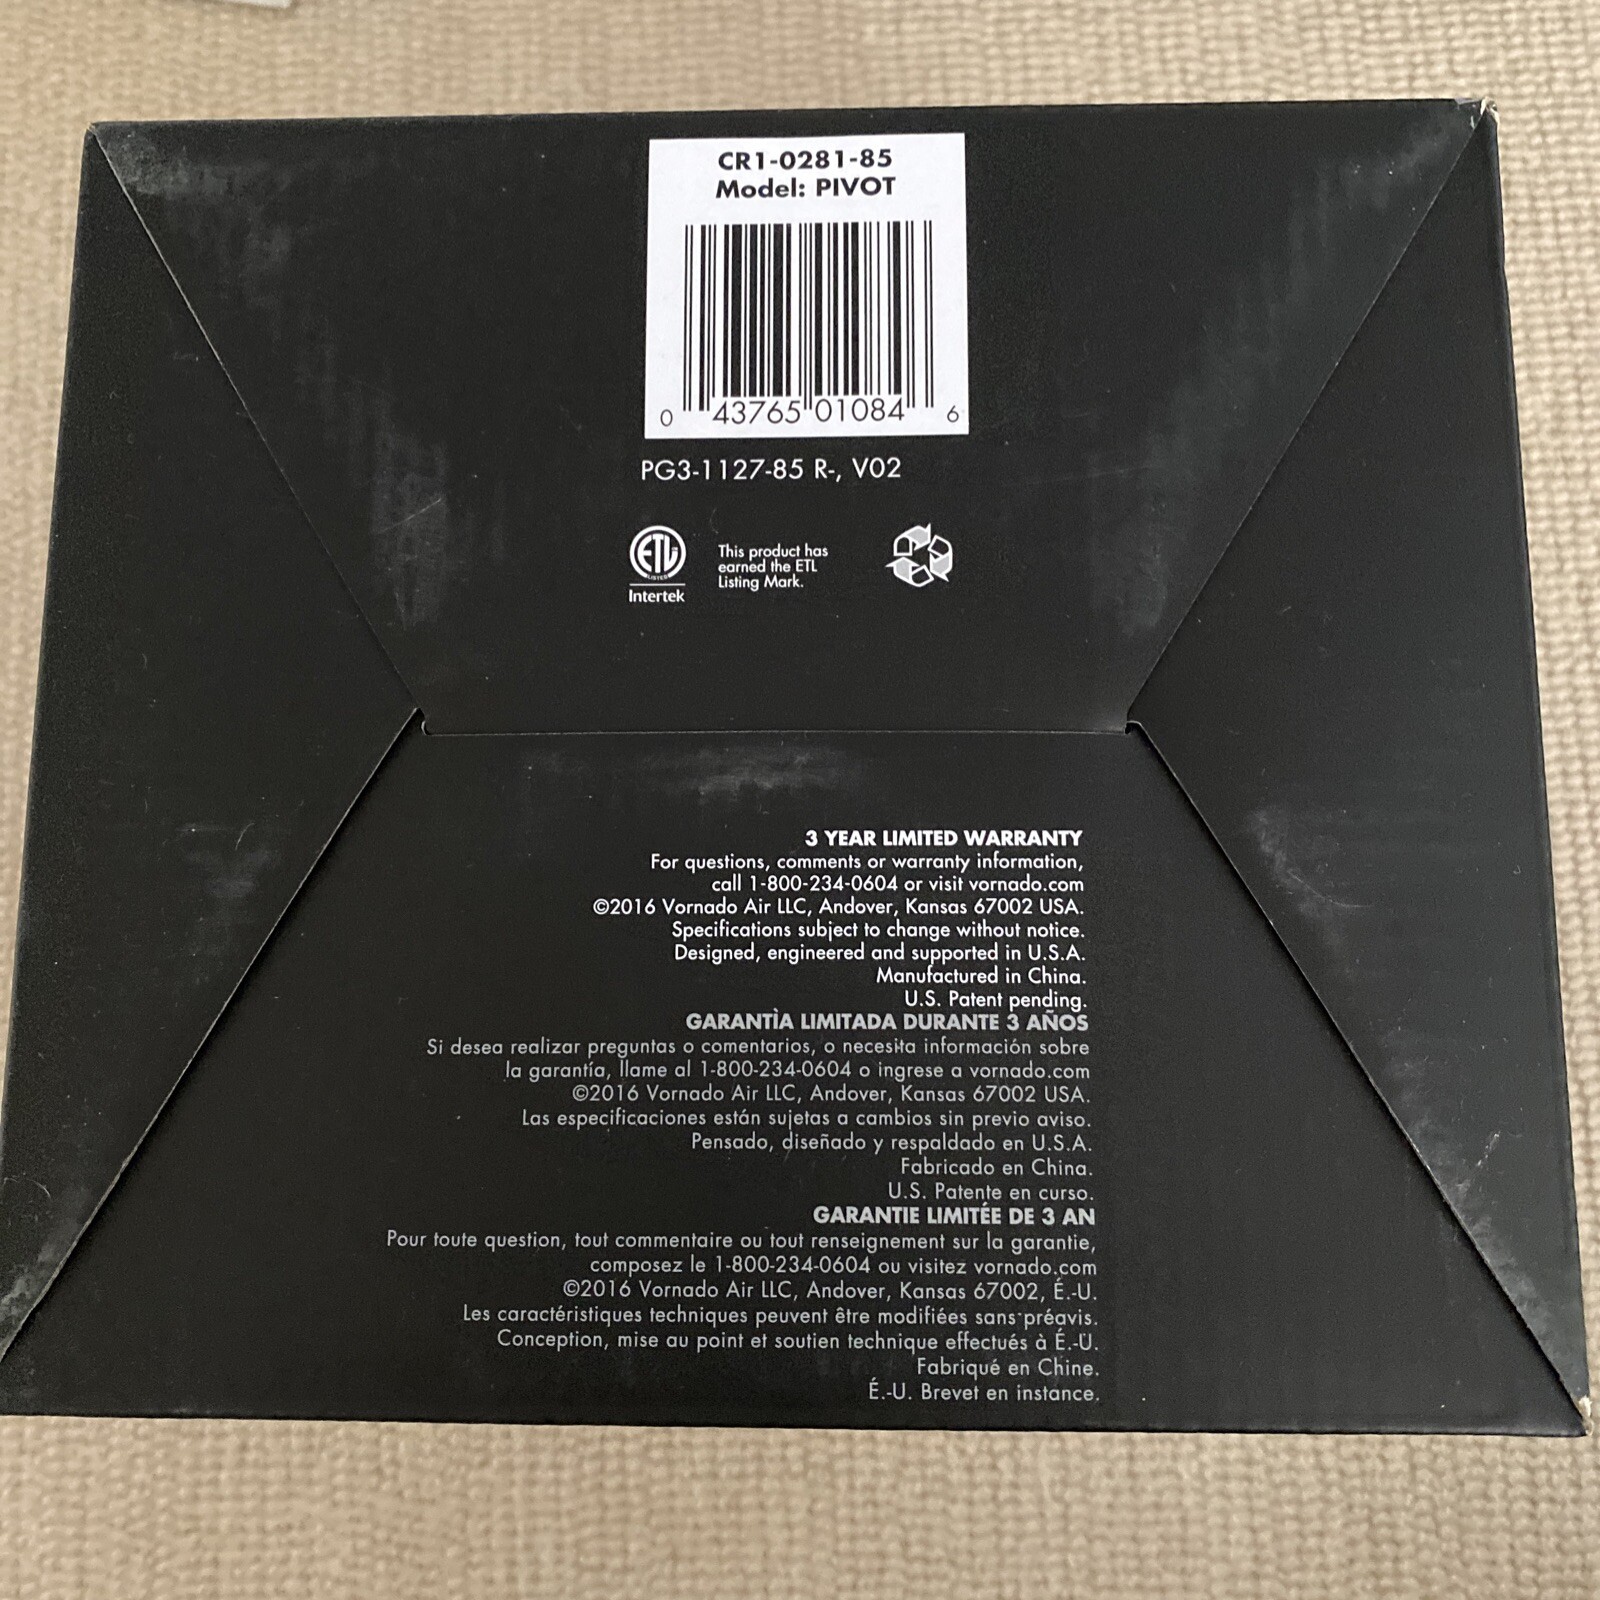 CR1-0281-85
Model: PIVOT
0 43765 01084 6
PG3-1127-85 R-, V02
ETL
LISTED
Intertek
This product has
earned the ETL
Listing Mark.
3 YEAR LIMITED WARRANTY
For questions, comments or warranty information,
call 1-800-234-0604 or visit vornado.com
©2016 Vornado Air LLC, Andover, Kansas 67002 USA.
Specifications subject to change without notice.
Designed, engineered and supported in U.S.A.
Manufactured in China.
U.S. Patent pending.
GARANTÌA LIMITADA DURANTE 3 AÑOS
Si desea realizar preguntas o comentarios, o necesita información sobre
la garantía, llame al 1-800-234-0604 o ingrese a vornado.com
©2016 Vornado Air LLC, Andover, Kansas 67002 USA.
Las especificaciones están sujetas a cambios sin previo aviso.
Pensado, diseñado y respaldado en U.S.A.
Fabricado en China.
U.S. Patente en curso.
GARANTIE LIMITÉE DE 3 AN
Pour toute question, tout commentaire ou tout renseignement sur la garantie,
composez le 1-800-234-0604 ou visitez vornado.com
©2016 Vornado Air LLC, Andover, Kansas 67002, É.-U.
Les caractéristiques techniques peuvent être modifiées sans préavis.
Conception, mise au point et soutien technique effectués à É.-U.
Fabriqué en Chine.
É.-U. Brevet en instance.